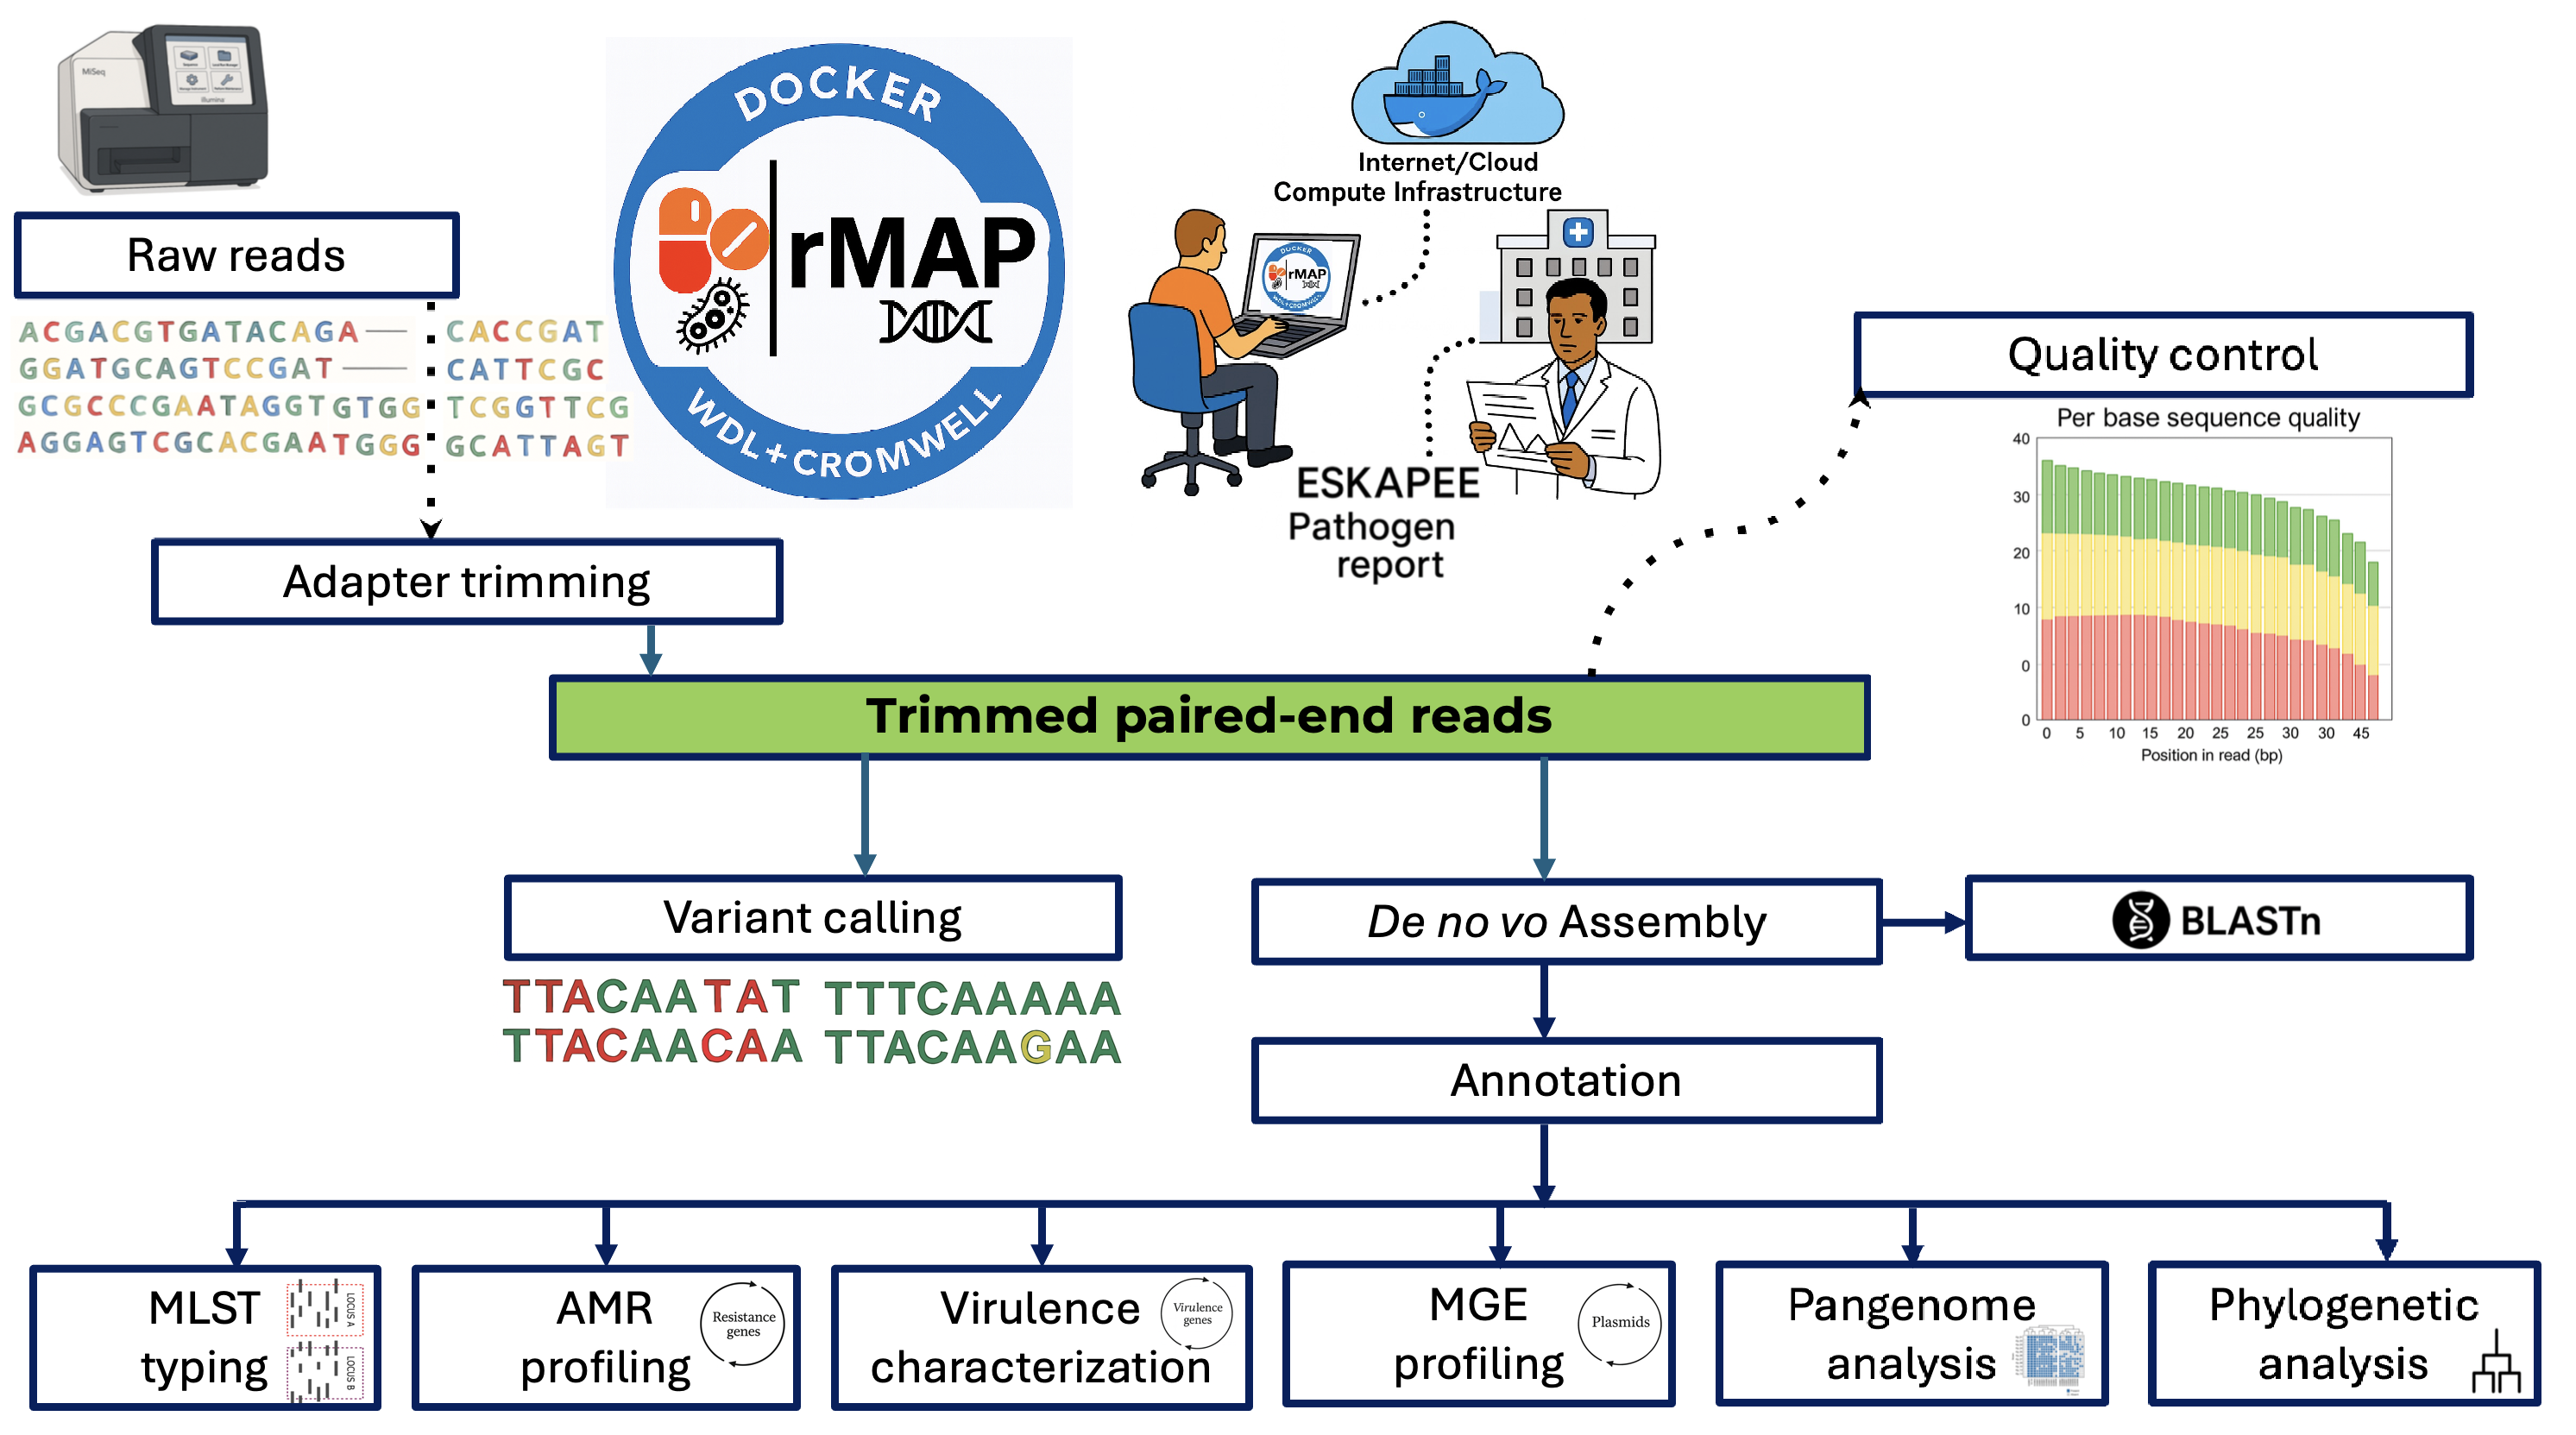 MiSeq
illumina
Raw reads
ACGACGTGATACAGA
CACCGAT
GGATGCAGTCCGAT
CATTCGC
GCGCCCGAATAGGTGTGG
TCGGTTCG
AGGAGTCGCACGAATGGG
GCATTAGT
DOCKER
rMAP
WDL+CROMWELL
Internet/Cloud
Compute Infrastructure
DOCKER
rMAP
WDL+CROMWELL
ESKAPEE
Pathogen
report
Quality control
Per base sequence quality
40
30
20
10
0
0
0 5 10 15 20 25 25 30 30 45
Position in read (bp)
Adapter trimming
Trimmed paired-end reads
Variant calling
TTACAATAT TTTCAAAAA
TTACAACAA TTACAAGAA
De no vo Assembly
BLASTn
Annotation
MLST
typing
LOCUS A
LOCUS B
AMR
profiling
Resistance
genes
Virulence
characterization
Virulence
genes
MGE
profiling
Plasmids
Pangenome
analysis
Phylogenetic
analysis